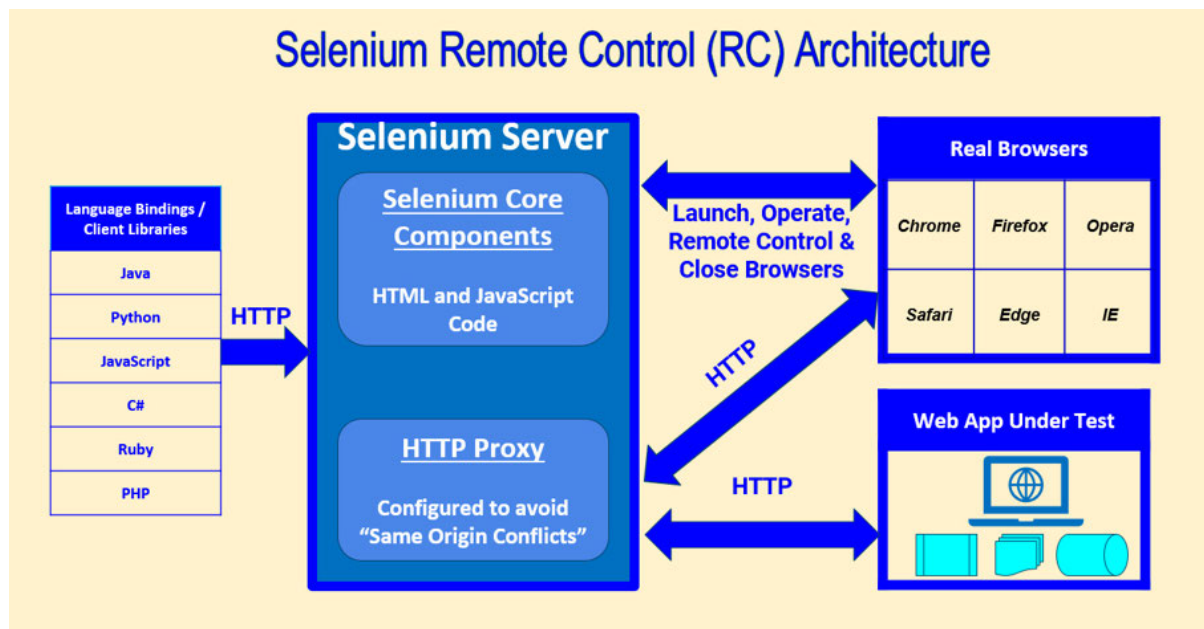 Selenium Remote Control (RC) Architecture
Language Bindings /
Client Libraries
Java
Python
JavaScript
C#
Ruby
PHP
HTTP
Selenium Server
Selenium Core
Components
HTML and JavaScript
Code
HTTP Proxy
Configured to avoid
“Same Origin Conflicts”
Launch, Operate,
Remote Control &
Close Browsers
HTTP
HTTP
Real Browsers
Chrome Firefox Opera
Safari Edge IE
Web App Under Test